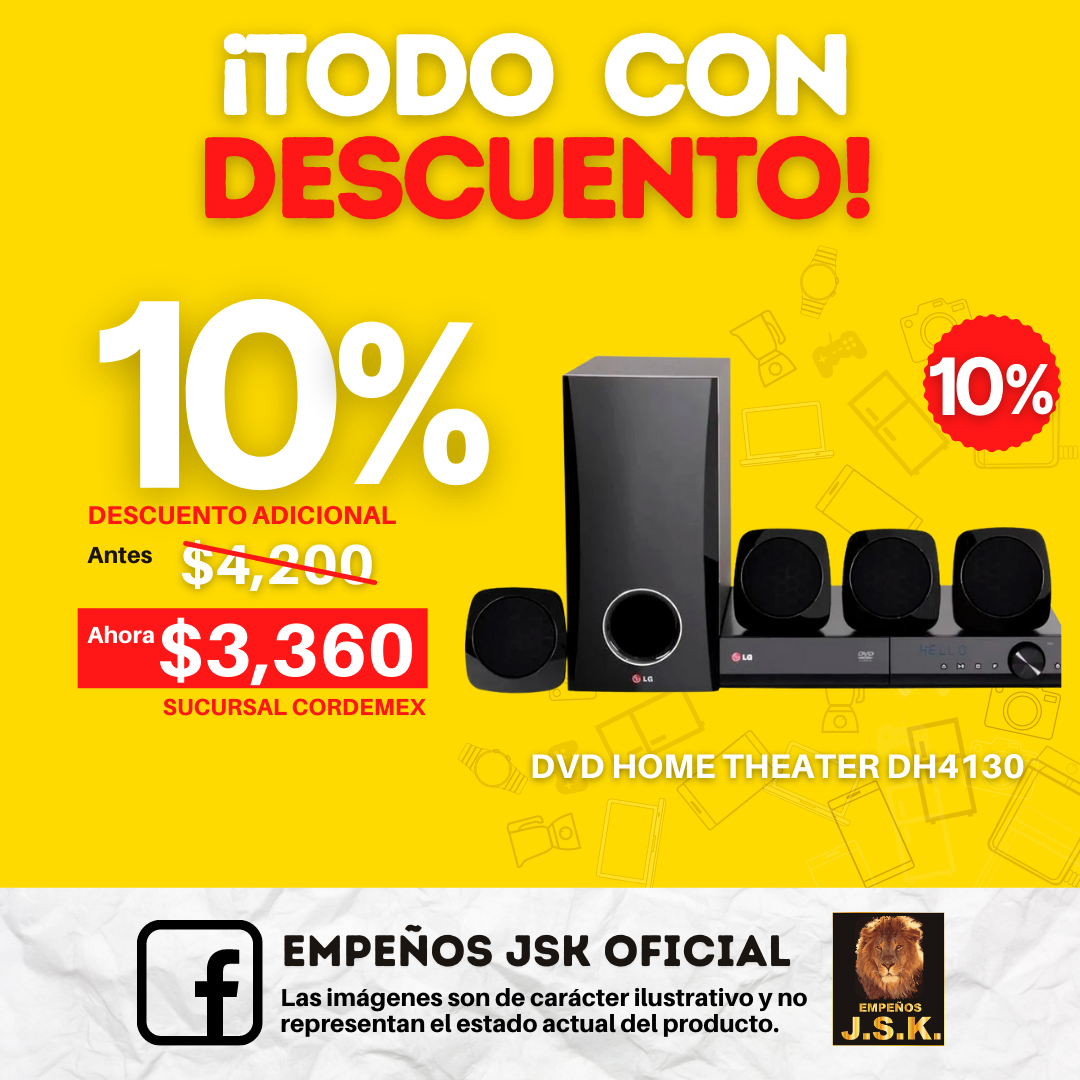 ¡TODO CON
DESCUENTO!
10%
10%
DESCUENTO ADICIONAL
Antes $4,200
Ahora $3,360
SUCURSAL CORDEMEX
LG
LG
DVD
HELLO
DVD HOME THEATER DH4130
EMPEÑOS JSK OFICIAL
Las imágenes son de carácter ilustrativo y no
representan el estado actual del producto.
EMPEÑOS
J.S.K.